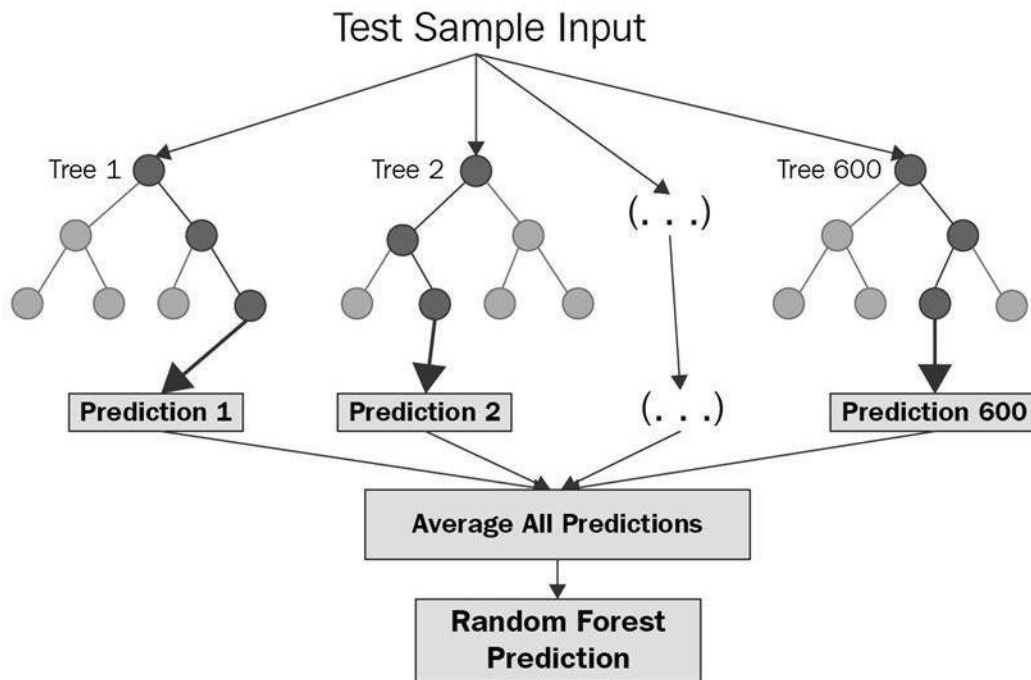 Test Sample Input
Tree 1
Tree 2
Tree 600
(. . .)
Prediction 1
Prediction 2
(. . .)
Prediction 600
Average All Predictions
Random Forest
Prediction